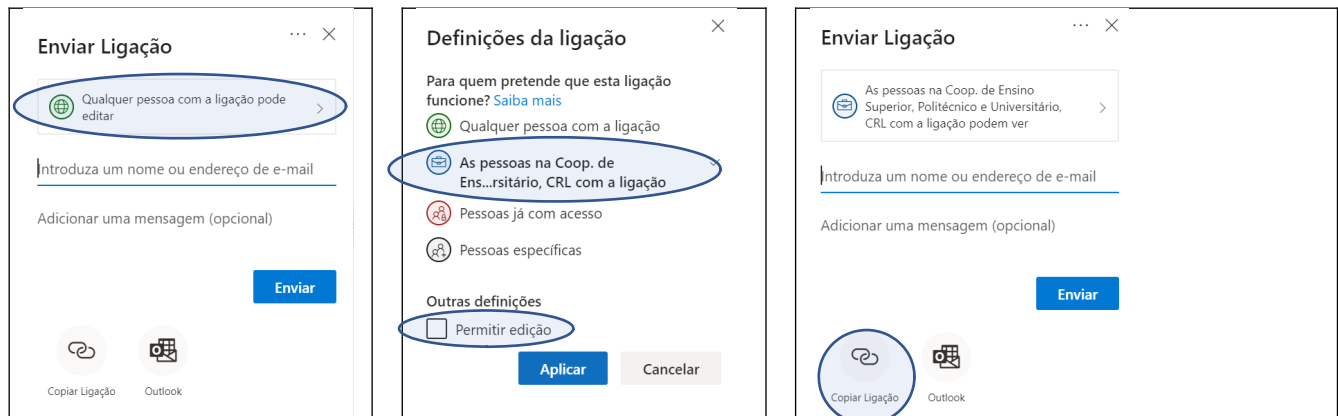 Enviar Ligação
Qualquer pessoa com a ligação pode
editar
Introduza um nome ou endereço de e-mail
Adicionar uma mensagem (opcional)
Enviar
Copiar Ligação
Outlook
Definições da ligação
Para quem pretende que esta ligação
funcione? Saiba mais
Qualquer pessoa com a ligação
As pessoas na Coop. de
Ens...rsitário, CRL com a ligação
Pessoas já com acesso
Pessoas específicas
Outras definições
Permitir edição
Aplicar
Cancelar
Enviar Ligação
As pessoas na Coop. de Ensino
Superior, Politécnico e Universitário,
CRL com a ligação podem ver
Introduza um nome ou endereço de e-mail
Adicionar uma mensagem (opcional)
Enviar
Copiar Ligação
Outlook